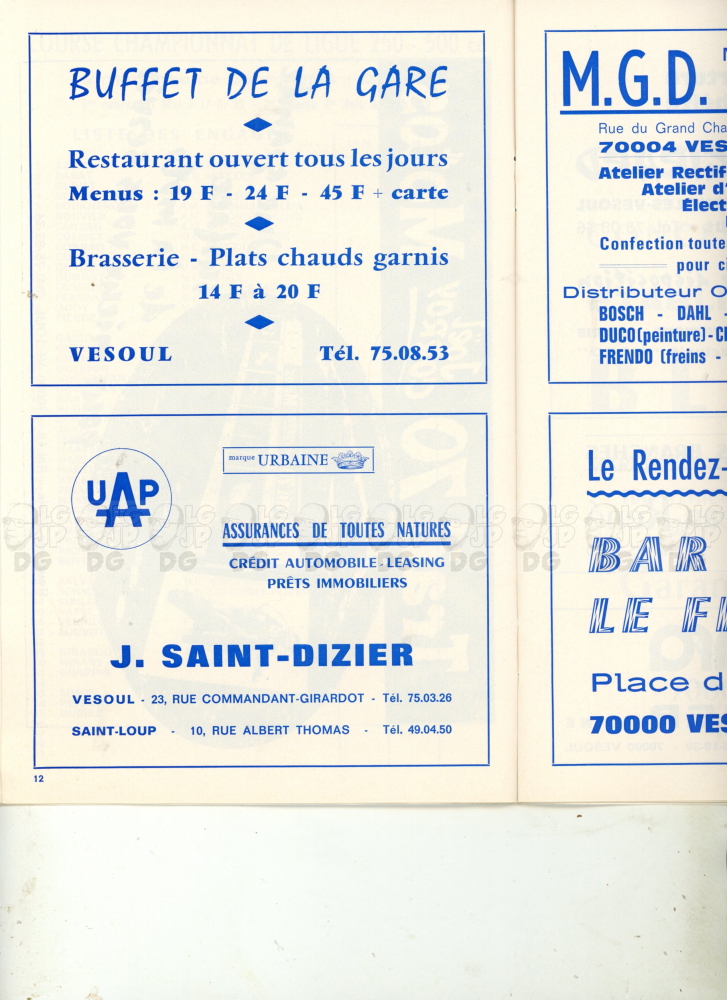 BUFFET DE LA GARE
Restaurant ouvert tous les jours
Menus : 19 F - 24 F - 45 F + carte
Brasserie - Plats chauds garnis
14 F à 20 F
VESOUL Tél. 75.08.53
UAP
marque URBAINE
ASSURANCES DE TOUTES NATURES
CRÉDIT AUTOMOBILE - LEASING
PRÊTS IMMOBILIERS
J. SAINT-DIZIER
VESOUL - 23, RUE COMMANDANT-GIRARDOT - Tél. 75.03.26
SAINT-LOUP - 10, RUE ALBERT THOMAS - Tél. 49.04.50
12
M.G.D.
Rue du Grand Cha
70004 VES
Atelier Rectif
Atelier d'
Élect
Confection toute
pour c
Distributeur O
BOSCH - DAHL -
DUCO (peinture) - C
FRENDO (freins -
Le Rendez-
BAR
LE F
Place d
70000 VES